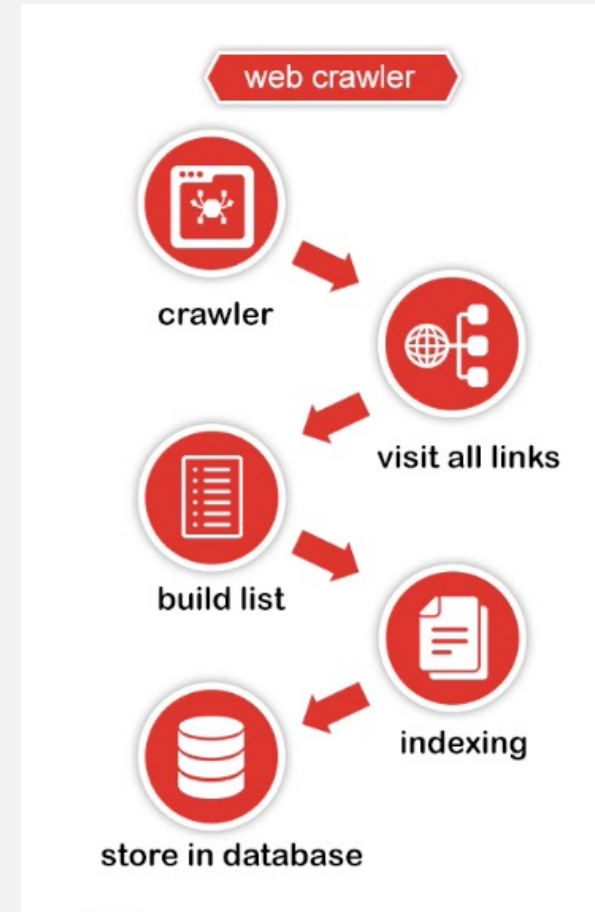 web crawler
crawler
visit all links
build list
indexing
store in database